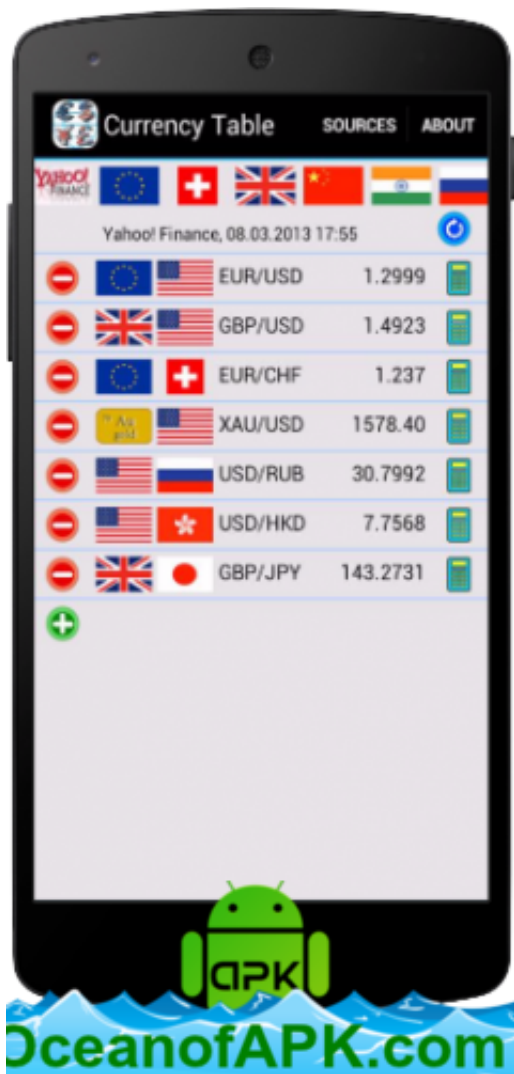 Currency Table SOURCES ABOUT
YAHOO!
FINANCE
Yahoo! Finance, 08.03.2013 17:55
EUR/USD 1.2999
GBP/USD 1.4923
EUR/CHF 1.237
XAU/USD 1578.40
USD/RUB 30.7992
USD/HKD 7.7568
GBP/JPY 143.2731
APK
OceanofAPK.com